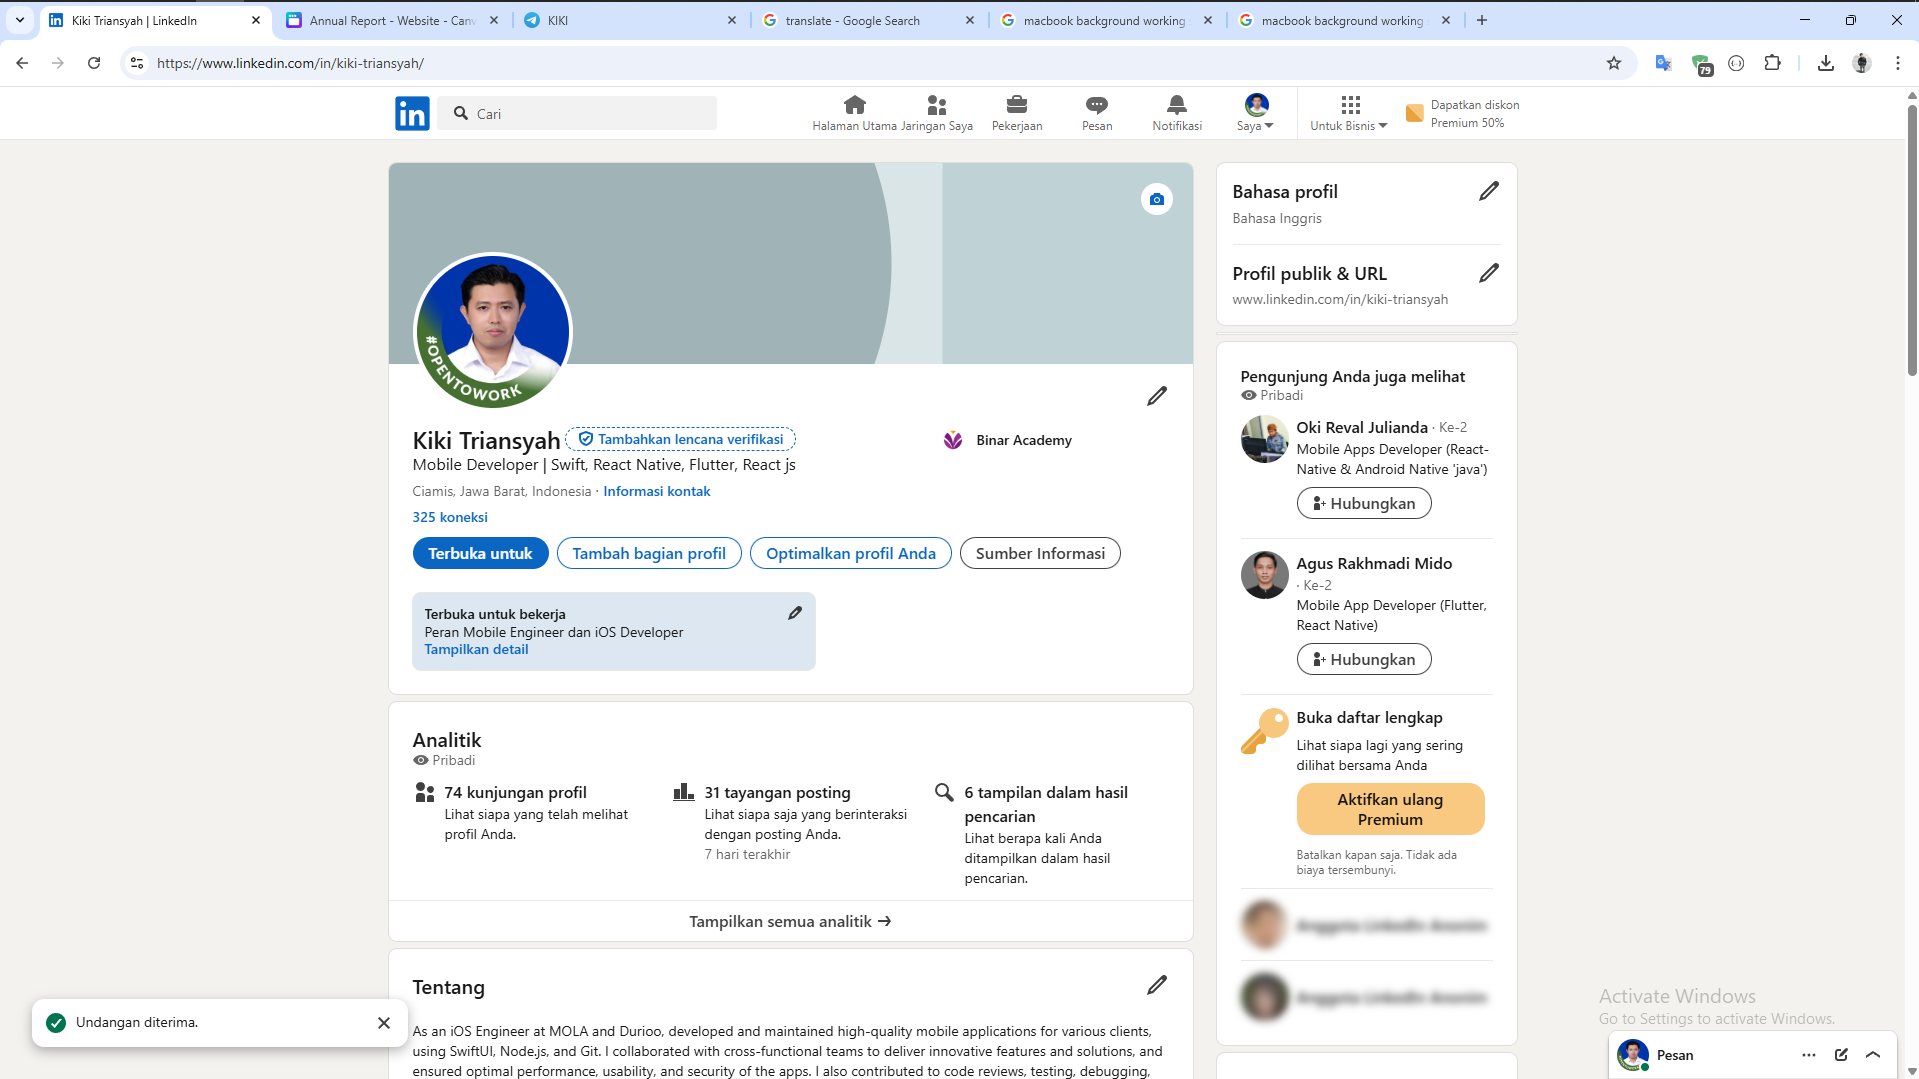 Kiki Triansyah | LinkedIn
Annual Report - Website - Canv
KIKI
translate - Google Search
macbook background working
macbook background working
https://www.linkedin.com/in/kiki-triansyah/
79
in
Cari
Halaman Utama
Jaringan Saya
Pekerjaan
Pesan
Notifikasi
Saya
Untuk Bisnis
Dapatkan diskon
Premium 50%
#OPENTOWORK
Kiki Triansyah
Tambahkan lencana verifikasi
Binar Academy
Mobile Developer | Swift, React Native, Flutter, React js
Ciamis, Jawa Barat, Indonesia · Informasi kontak
325 koneksi
Terbuka untuk
Tambah bagian profil
Optimalkan profil Anda
Sumber Informasi
Terbuka untuk bekerja
Peran Mobile Engineer dan iOS Developer
Tampilkan detail
Analitik
Pribadi
74 kunjungan profil
Lihat siapa yang telah melihat
profil Anda.
31 tayangan posting
Lihat siapa saja yang berinteraksi
dengan posting Anda.
7 hari terakhir
6 tampilan dalam hasil
pencarian
Lihat berapa kali Anda
ditampilkan dalam hasil
pencarian.
Tampilkan semua analitik →
Tentang
As an iOS Engineer at MOLA and Durioo, developed and maintained high-quality mobile applications for various clients,
using SwiftUI, Node.js, and Git. I collaborated with cross-functional teams to deliver innovative features and solutions, and
ensured optimal performance, usability, and security of the apps. I also contributed to code reviews, testing, debugging,
Bahasa profil
Bahasa Inggris
Profil publik & URL
www.linkedin.com/in/kiki-triansyah
Pengunjung Anda juga melihat
Pribadi
Oki Reval Julianda · Ke-2
Mobile Apps Developer (React-
Native & Android Native 'java')
Hubungkan
Agus Rakhmadi Mido
· Ke-2
Mobile App Developer (Flutter,
React Native)
Hubungkan
Buka daftar lengkap
Lihat siapa lagi yang sering
dilihat bersama Anda
Aktifkan ulang
Premium
Batalkan kapan saja. Tidak ada
biaya tersembunyi.
Anggota LinkedIn Anonim
Anggota LinkedIn Anonim
Undangan diterima.
Activate Windows
Go to Settings to activate Windows.
Pesan